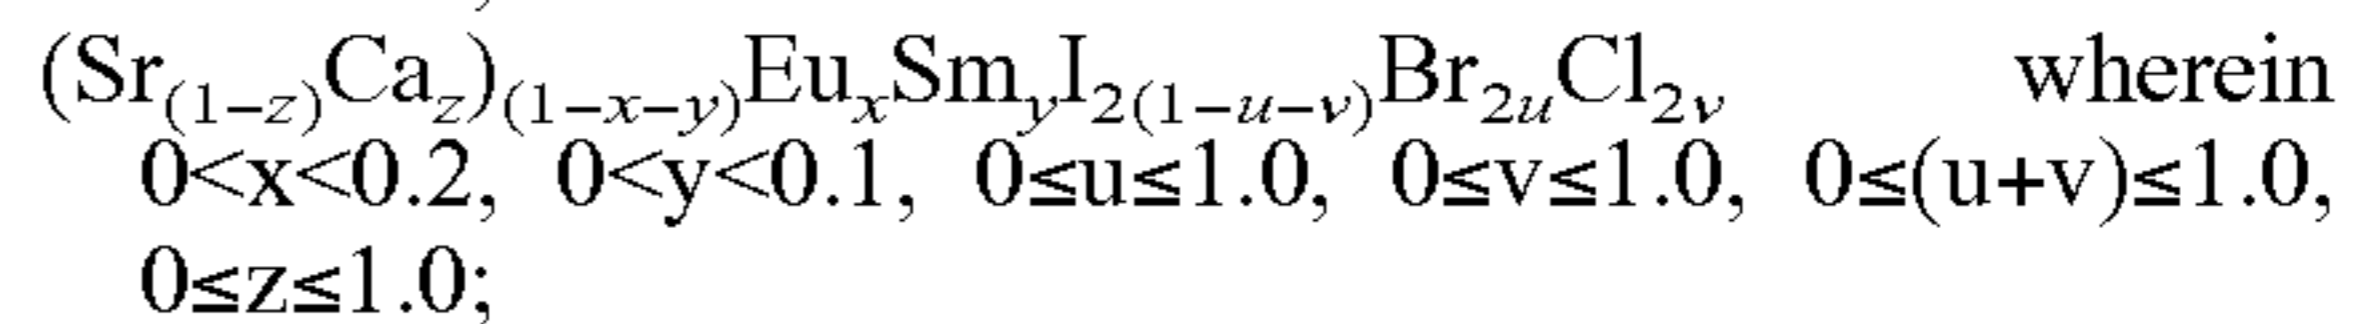 (Sr(1−z)Caz)(1−x−y)EuxSmyI2(1−u−v)Br2uCl2v wherein
0<x<0.2, 0<y<0.1, 0≤u≤1.0, 0≤v≤1.0, 0≤(u+v)≤1.0,
0≤z≤1.0;